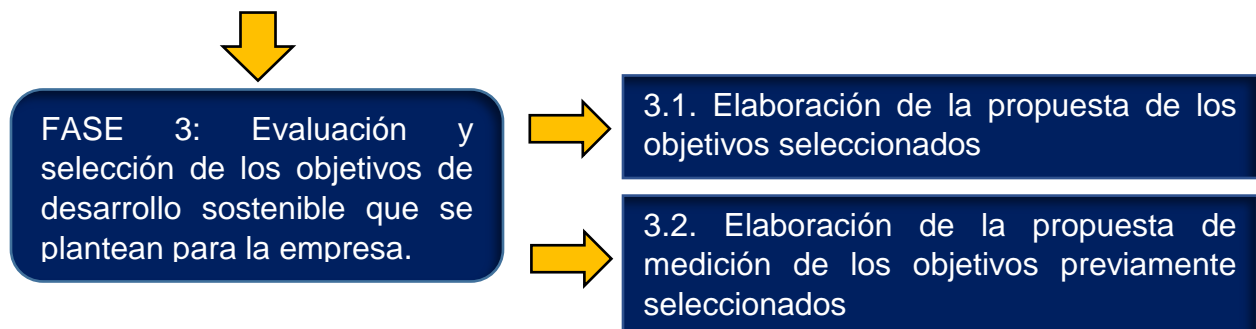 FASE 3: Evaluación y
selección de los objetivos de
desarrollo sostenible que se
plantean para la empresa.
3.1. Elaboración de la propuesta de los
objetivos seleccionados
3.2. Elaboración de la propuesta de
medición de los objetivos previamente
seleccionados